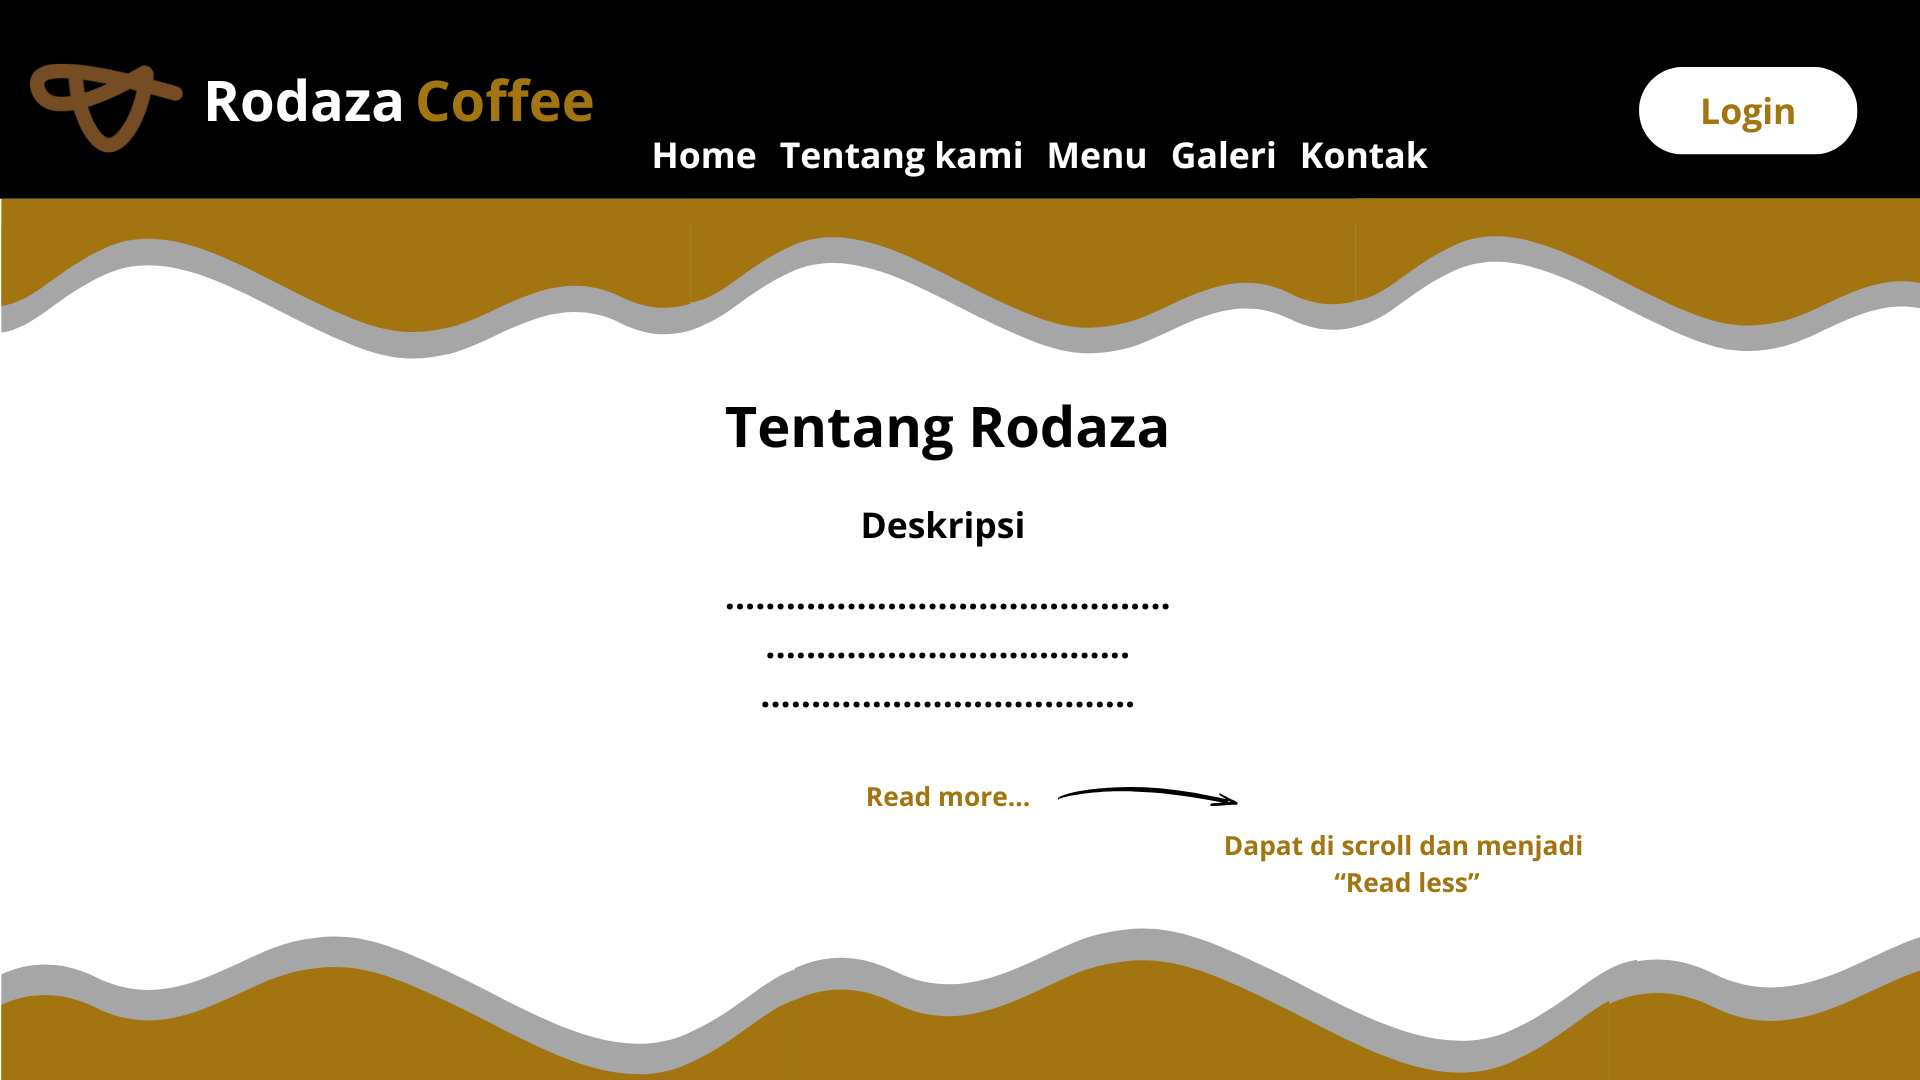 Rodaza Coffee
Home Tentang kami Menu Galeri Kontak
Login
Tentang Rodaza
Deskripsi
............................................
....................................
.....................................
Read more...
Dapat di scroll dan menjadi
“Read less”